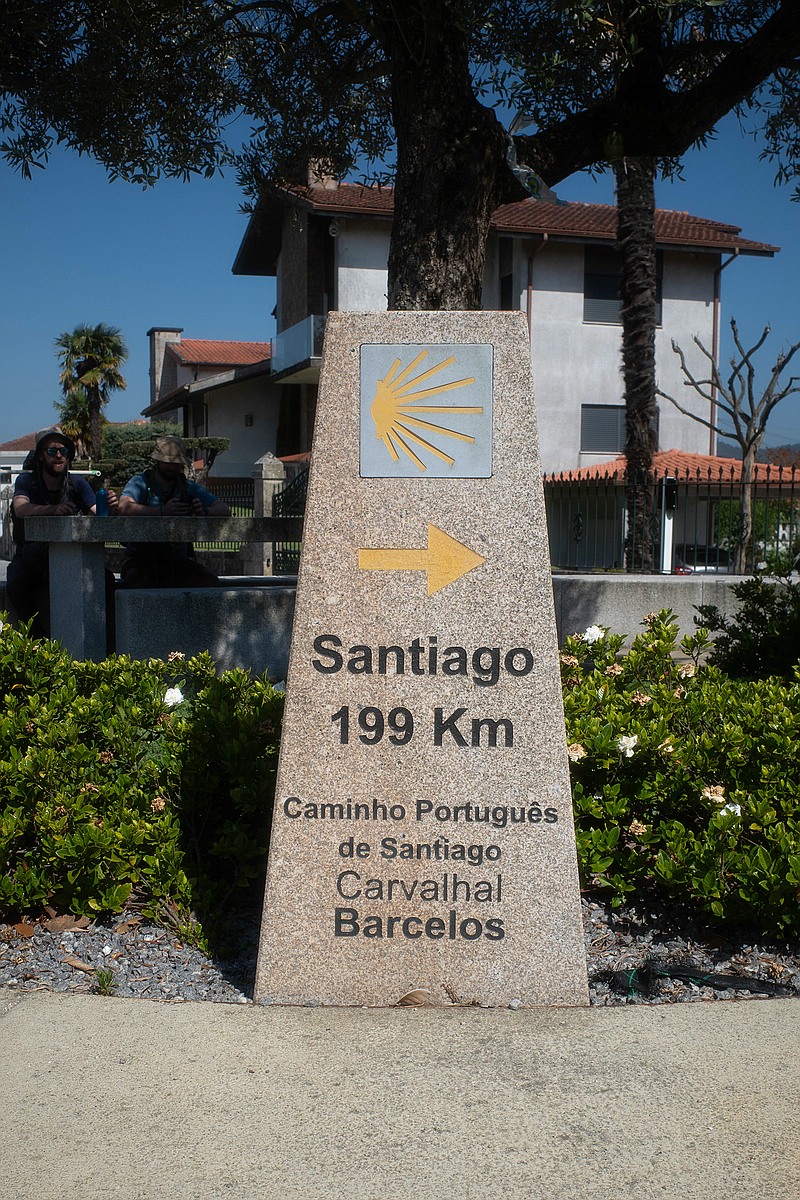 Santiago
199 Km
Caminho Português
de Santiago
Carvalhal
Barcelos